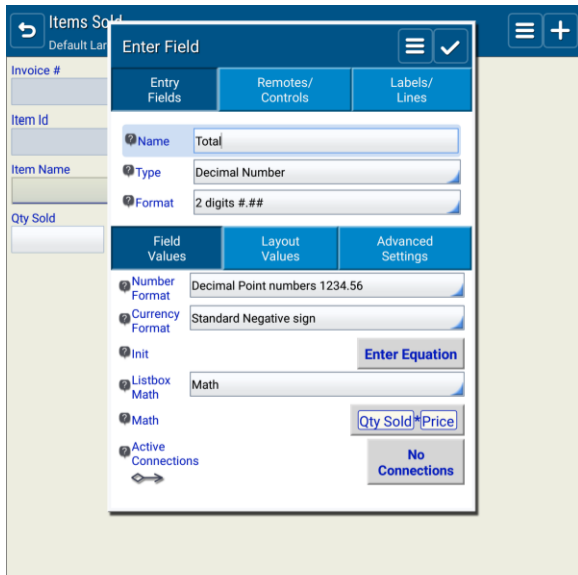 Items So
Default Lar
Invoice #
Item Id
Item Name
Qty Sold
Enter Field
Entry
Fields
Remotes/
Controls
Labels/
Lines
Name
Total
Type
Decimal Number
Format
2 digits #.##
Field
Values
Layout
Values
Advanced
Settings
Number
Format
Decimal Point numbers 1234.56
Currency
Format
Standard Negative sign
Init
Enter Equation
Listbox
Math
Math
Math
Qty Sold*Price
Active
Connections
No
Connections